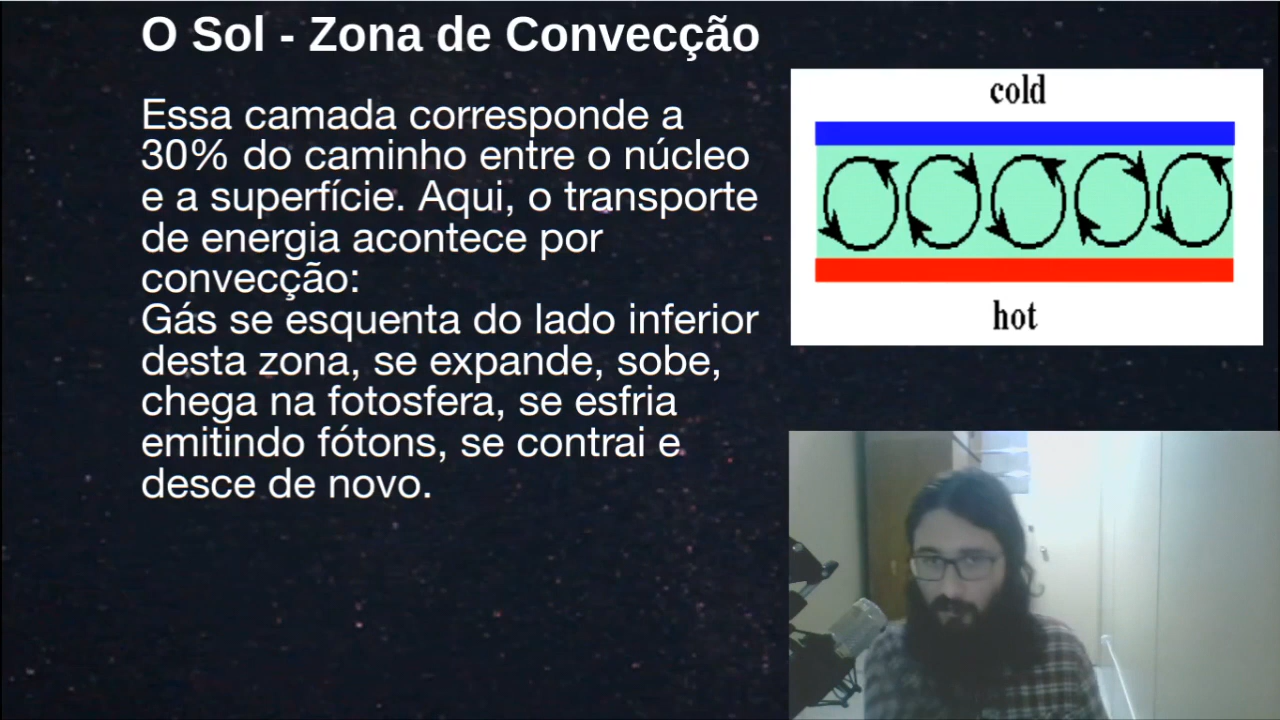 O Sol - Zona de Convecção
Essa camada corresponde a
30% do caminho entre o núcleo
e a superfície. Aqui, o transporte
de energia acontece por
convecção:
Gás se esquenta do lado inferior
desta zona, se expande, sobe,
chega na fotosfera, se esfria
emitindo fótons, se contrai e
desce de novo.
cold
hot